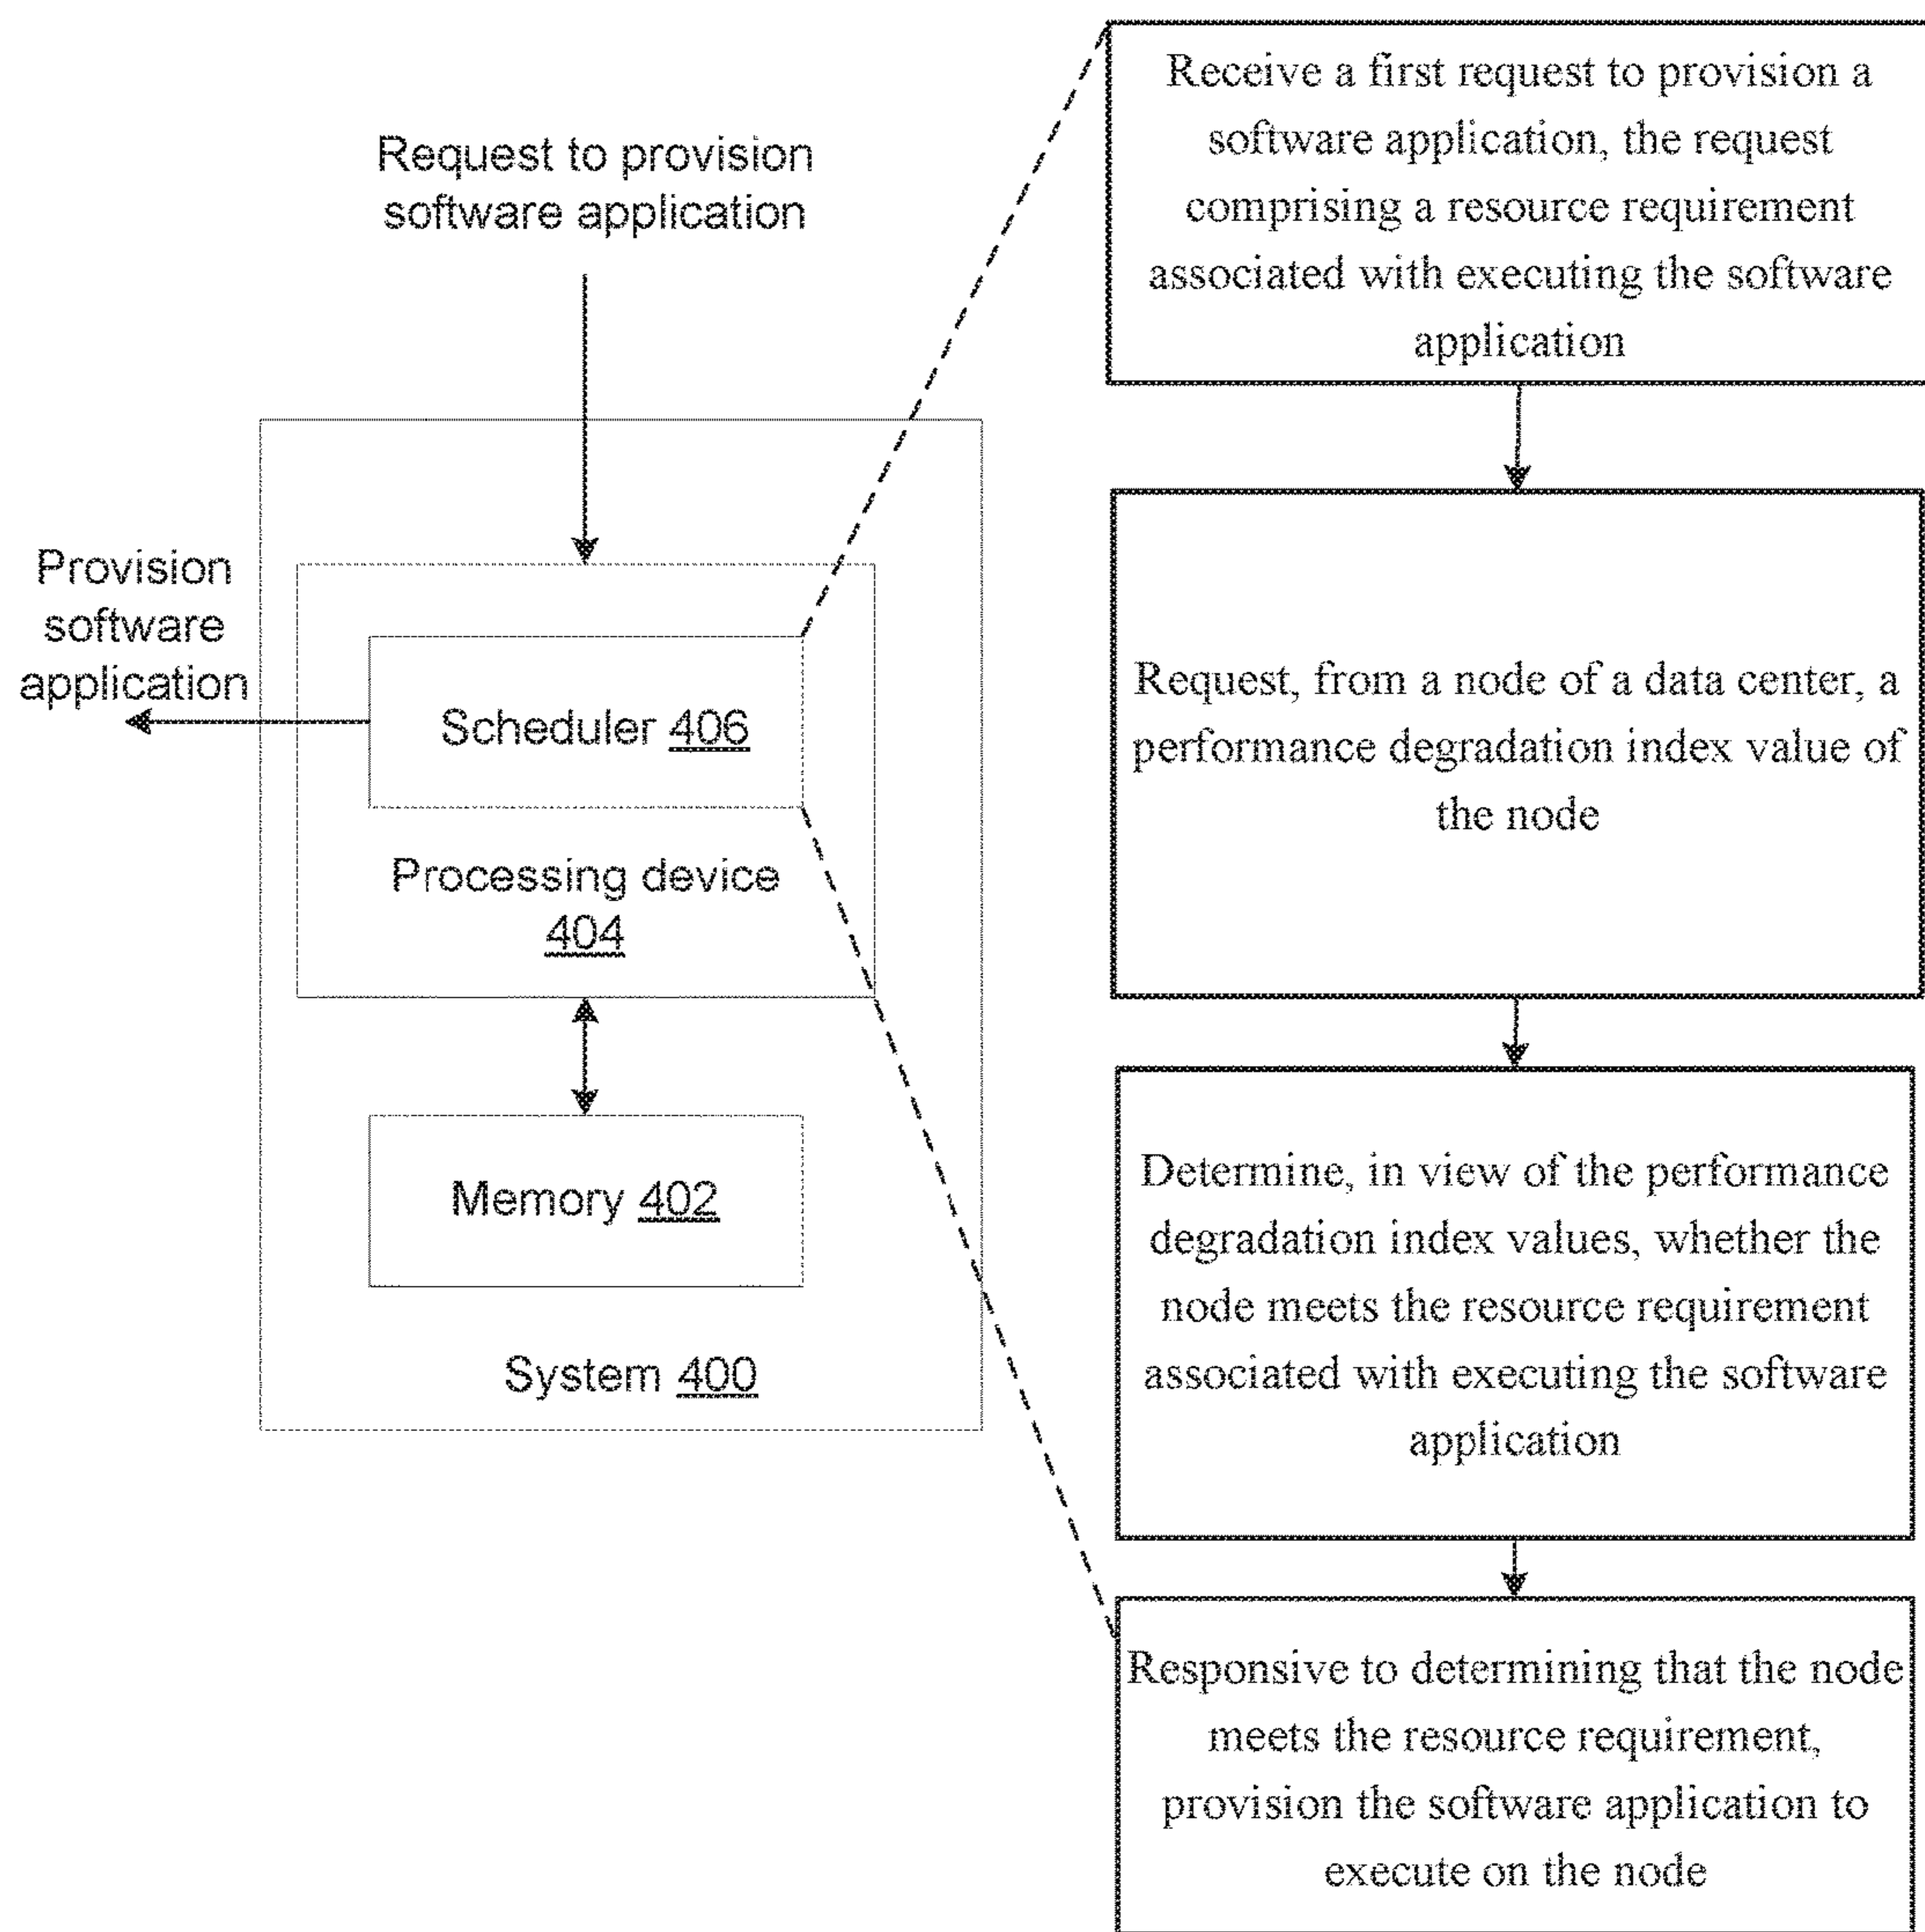 Request to provision
software application
Provision
software
application
Scheduler 406
Processing device
404
Memory 402
System 400
Receive a first request to provision a
software application, the request
comprising a resource requirement
associated with executing the software
application
Request, from a node of a data center, a
performance degradation index value of
the node
Determine, in view of the performance
degradation index values, whether the
node meets the resource requirement
associated with executing the software
application
Responsive to determining that the node
meets the resource requirement,
provision the software application to
execute on the node